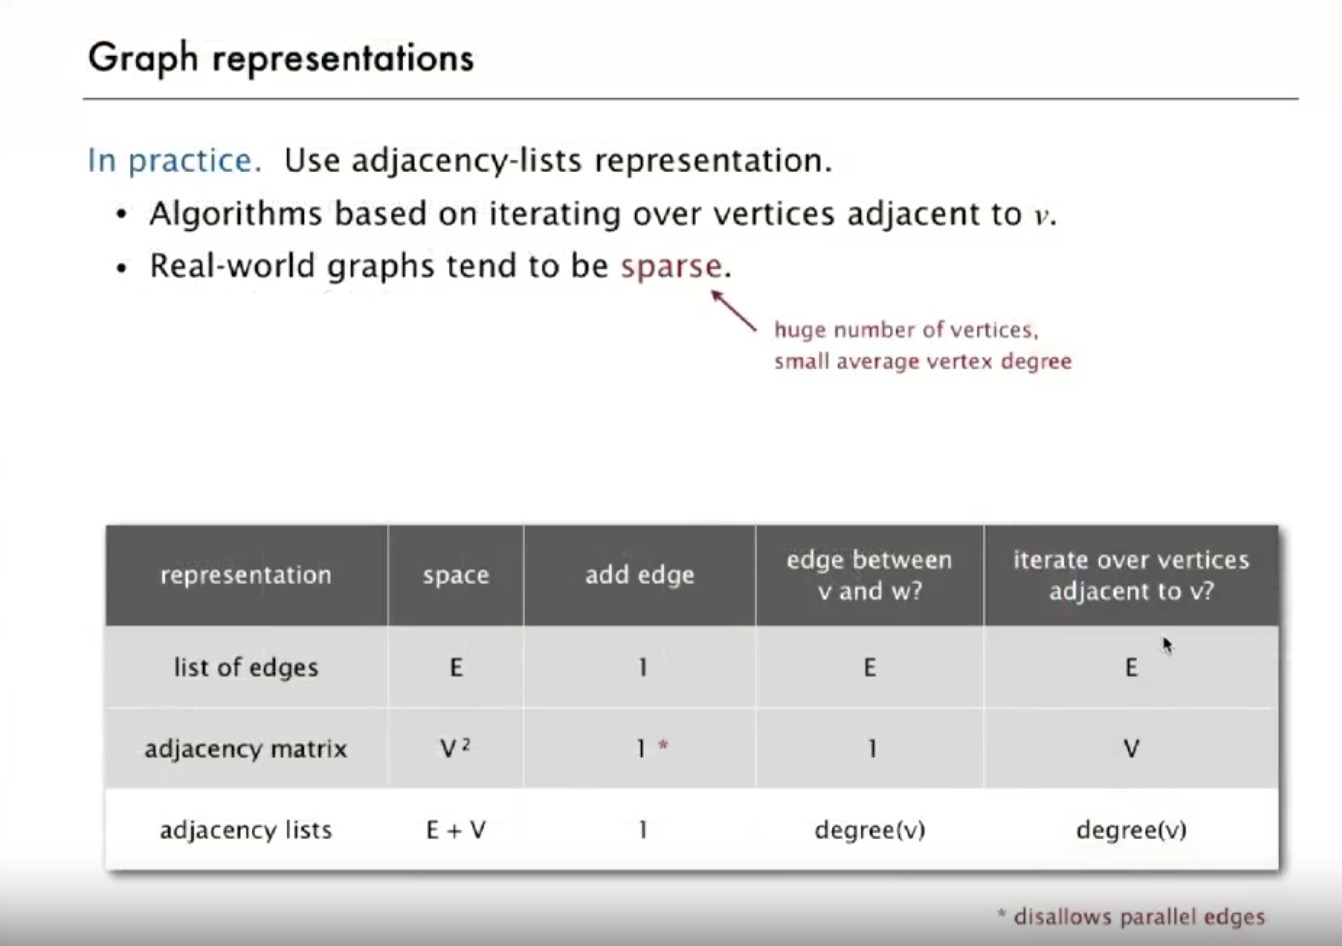 Graph representations
In practice. Use adjacency-lists representation.
• Algorithms based on iterating over vertices adjacent to v.
• Real-world graphs tend to be sparse.
huge number of vertices,
small average vertex degree
representation space add edge edge between v and w? iterate over vertices adjacent to v?
list of edges E 1 E E
adjacency matrix V² 1 * 1 V
adjacency lists E + V 1 degree(v) degree(v)
* disallows parallel edges